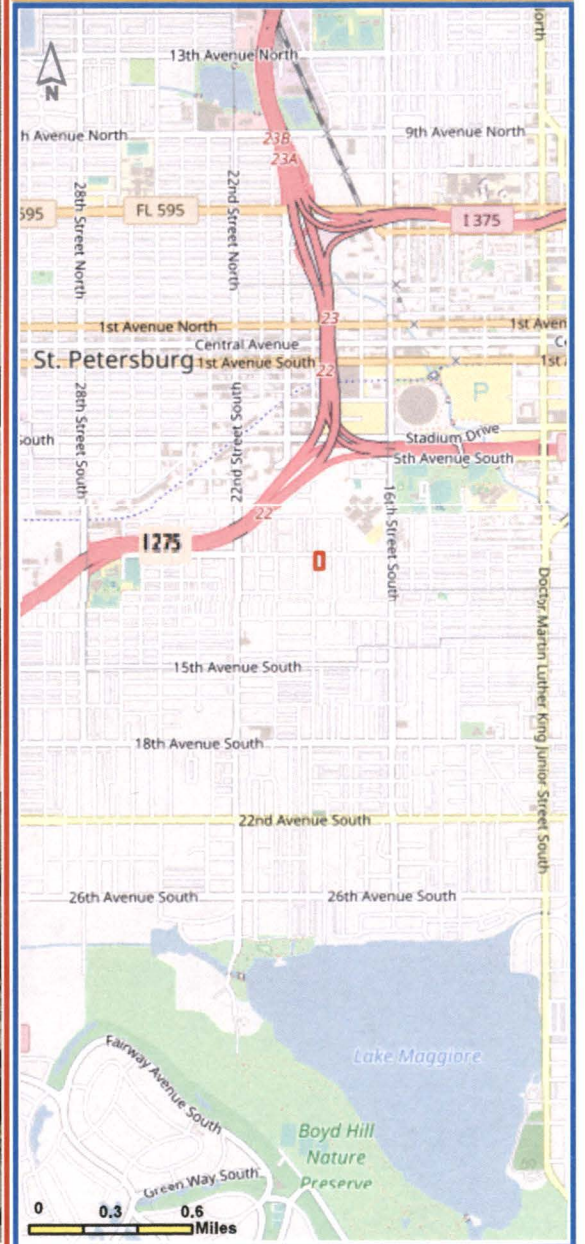 lorth
13th Avenue North
N
h Avenue North
23B
9th Avenue North
23A
28th Street North
22nd Street North
595
FL 595
I 375
23
1st Avenue North
1st Aven
Central Avenue
St. Petersburg
1st Avenue South
22
P
28th Street South
22nd Street South
South
Stadium Drive
5th Avenue South
16th Street South
22
I 275
Doctor Martin Luther King Junior Street South
15th Avenue South
18th Avenue South
22nd Avenue South
26th Avenue South
26th Avenue South
Lake Maggiore
Fairway Avenue South
Boyd Hill
Nature
Preserve
Green Way South
0 0.3 0.6
Miles